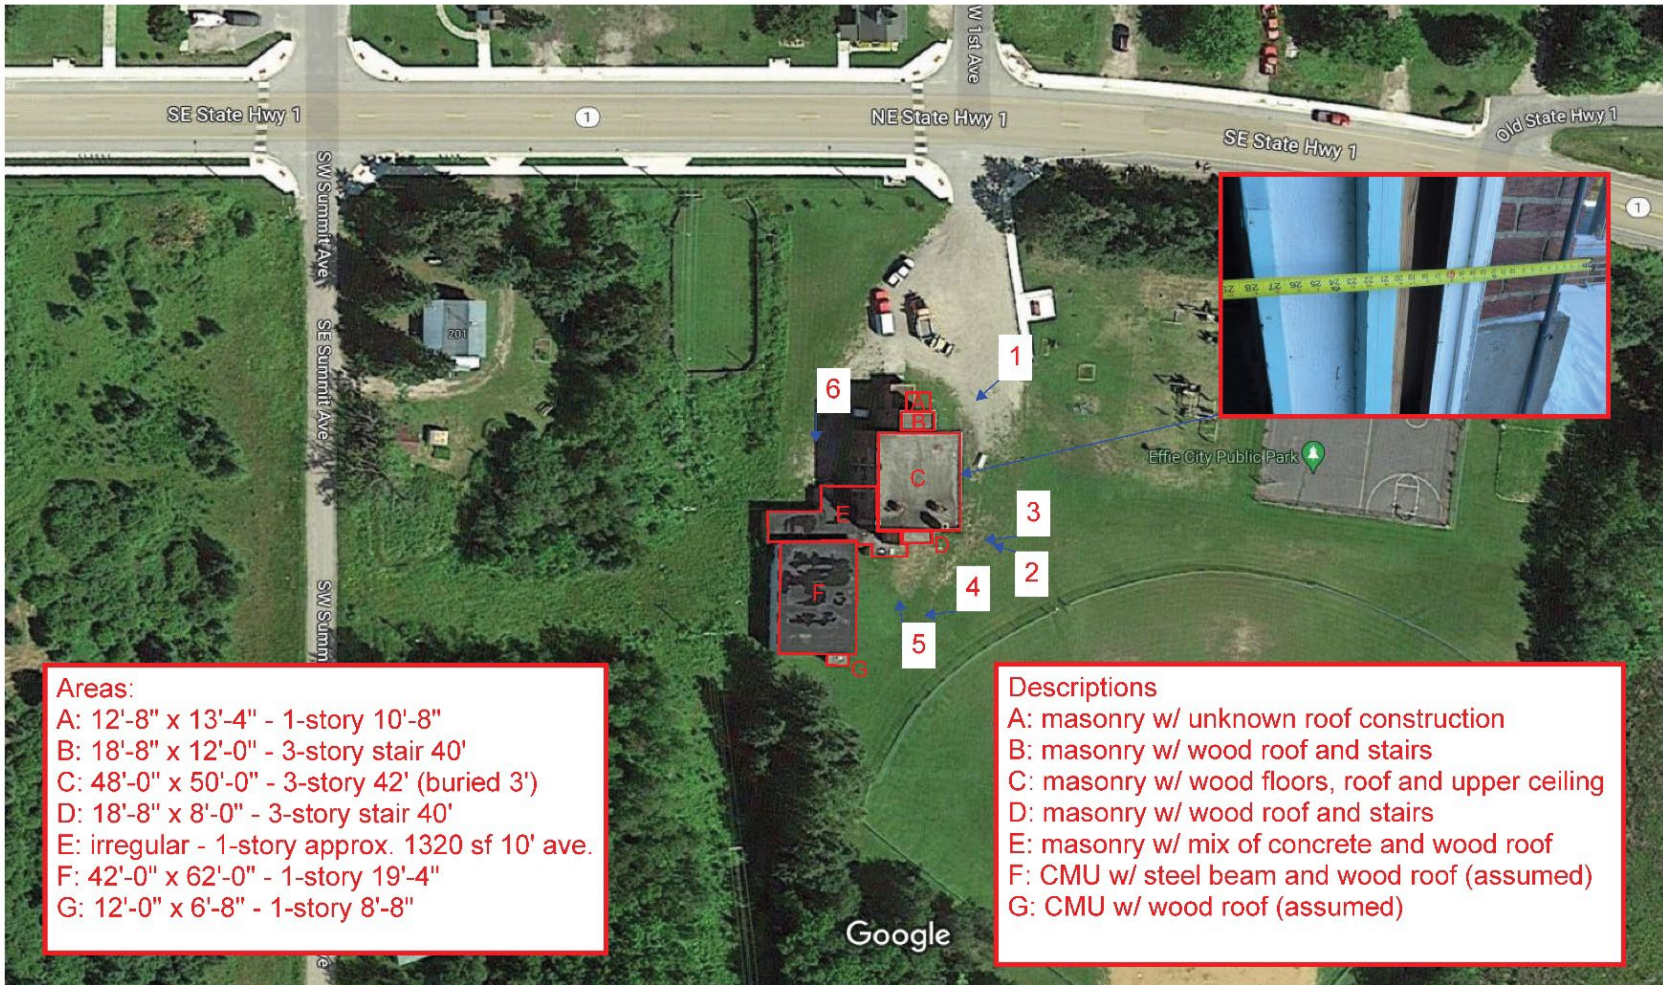 W 1st Ave
SE State Hwy 1
1
NE State Hwy 1
SE State Hwy 1
Old State Hwy 1
1
SW Summit Ave
SE Summit Ave
201
1
6
A
B
C
Effie City Public Park
E
D
3
2
F
4
5
G
SW Summ
Areas:
A: 12'-8" x 13'-4" - 1-story 10'-8"
B: 18'-8" x 12'-0" - 3-story stair 40'
C: 48'-0" x 50'-0" - 3-story 42' (buried 3')
D: 18'-8" x 8'-0" - 3-story stair 40'
E: irregular - 1-story approx. 1320 sf 10' ave.
F: 42'-0" x 62'-0" - 1-story 19'-4"
G: 12'-0" x 6'-8" - 1-story 8'-8"
Descriptions
A: masonry w/ unknown roof construction
B: masonry w/ wood roof and stairs
C: masonry w/ wood floors, roof and upper ceiling
D: masonry w/ wood roof and stairs
E: masonry w/ mix of concrete and wood roof
F: CMU w/ steel beam and wood roof (assumed)
G: CMU w/ wood roof (assumed)
Google